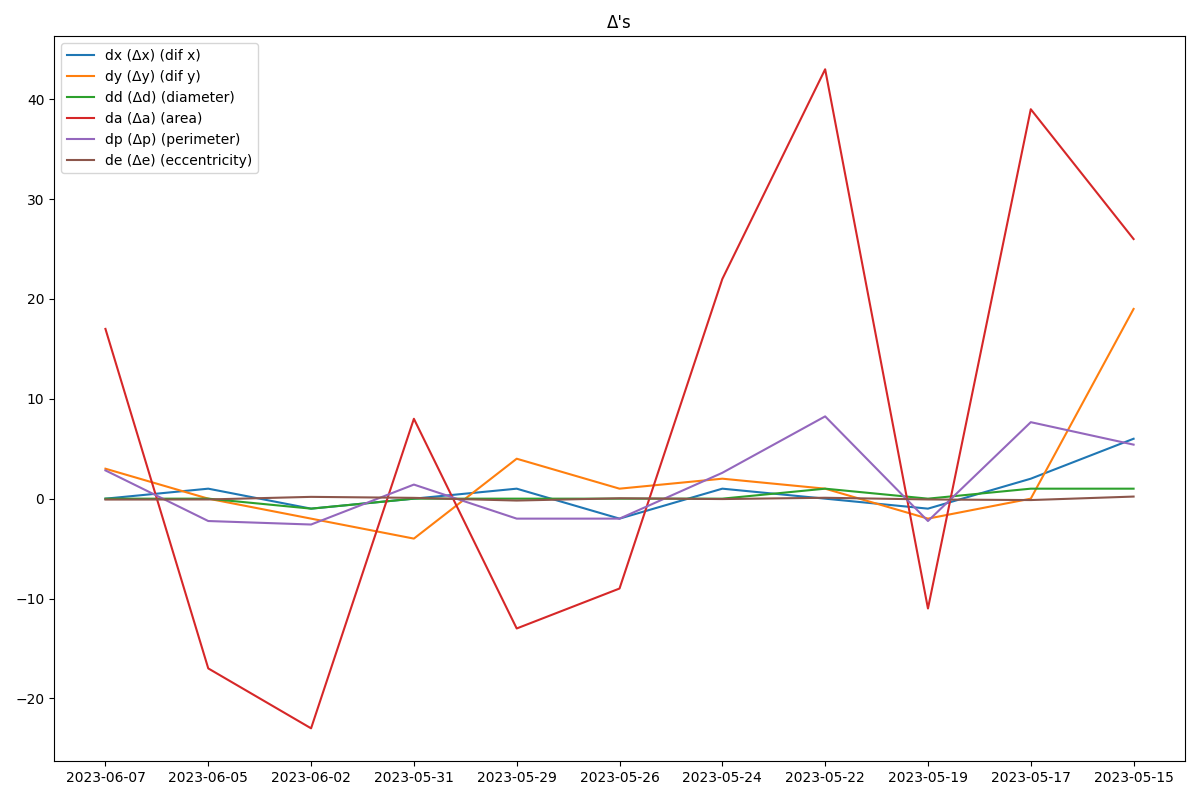 Δ's
dx (Δx) (dif x)
dy (Δy) (dif y)
dd (Δd) (diameter)
da (Δa) (area)
dp (Δp) (perimeter)
de (Δe) (eccentricity)
40
30
20
10
0
−10
−20
2023-06-07 2023-06-05 2023-06-02 2023-05-31 2023-05-29 2023-05-26 2023-05-24 2023-05-22 2023-05-19 2023-05-17 2023-05-15